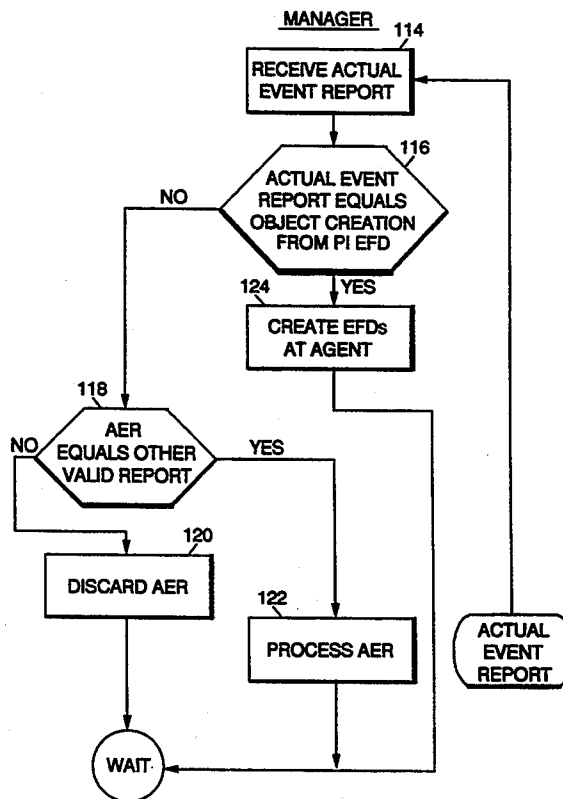 MANAGER
114
RECEIVE ACTUAL
EVENT REPORT
116
ACTUAL EVENT
REPORT EQUALS
OBJECT CREATION
FROM PI EFD
NO
YES
124
CREATE EFDs
AT AGENT
118
AER
EQUALS OTHER
VALID REPORT
NO
YES
120
DISCARD AER
122
PROCESS AER
ACTUAL
EVENT
REPORT
WAIT